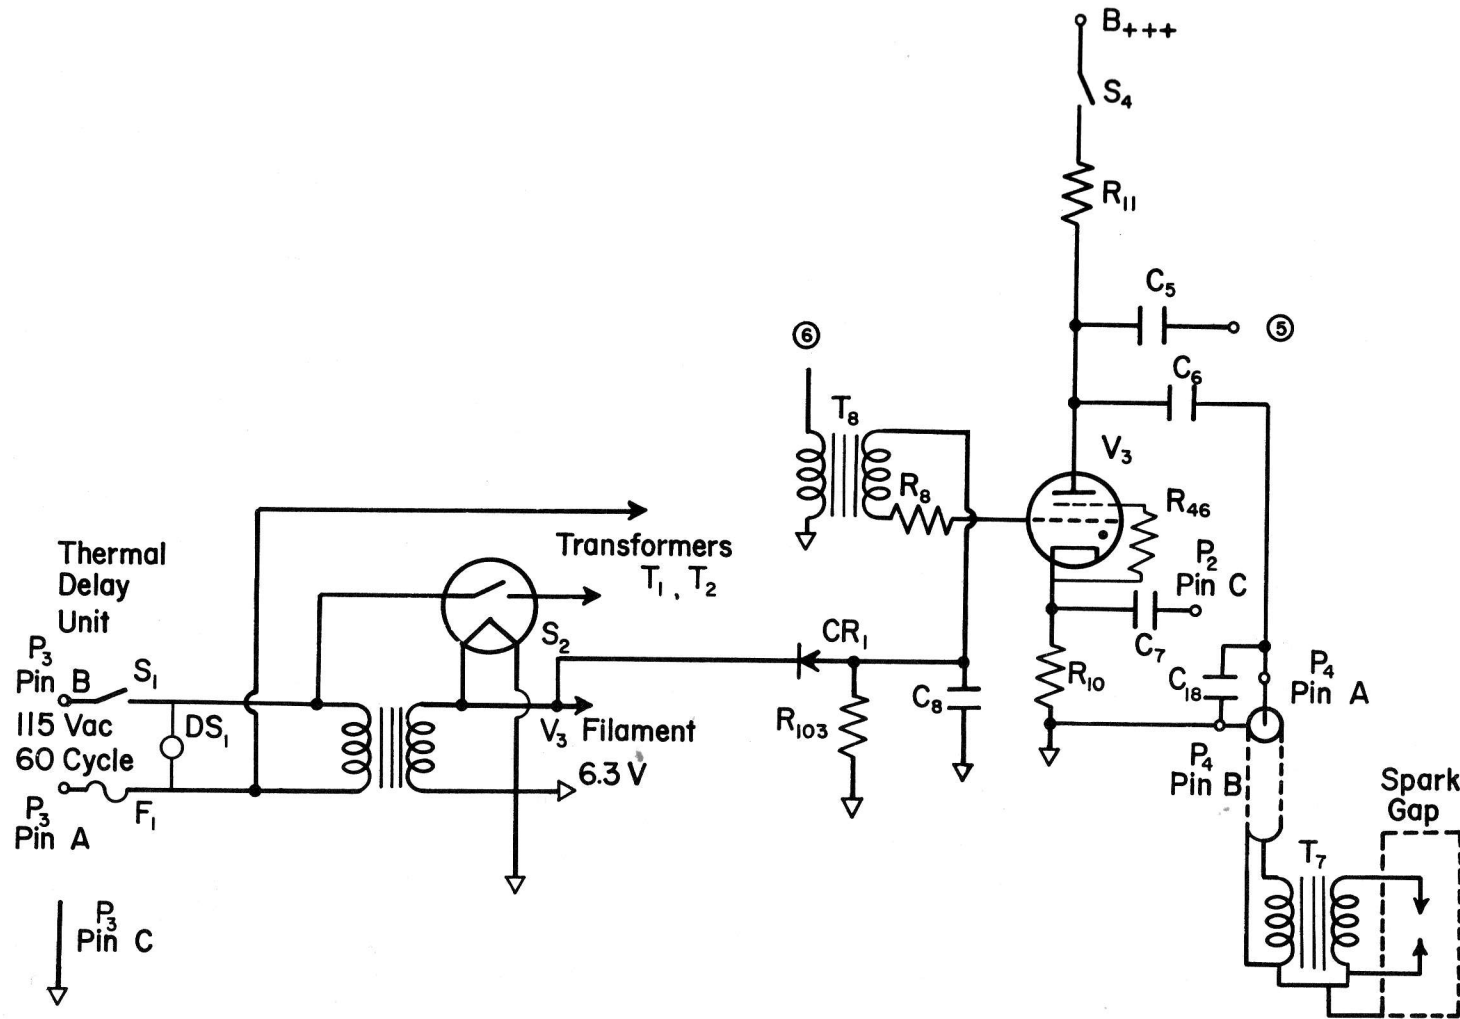 B+++
S4
R11
C5
5
6
C6
T8
V3
R8
R46
Thermal
Delay
Unit
Transformers
T1, T2
P2
Pin C
P3
Pin B
S1
S2
CR1
C7
R10
C18
P4
Pin A
115 Vac
DS1
V3 Filament
R103
C8
60 Cycle
6.3 V
P4
Pin B
P3
Pin A
F1
Spark
Gap
T7
P3
Pin C